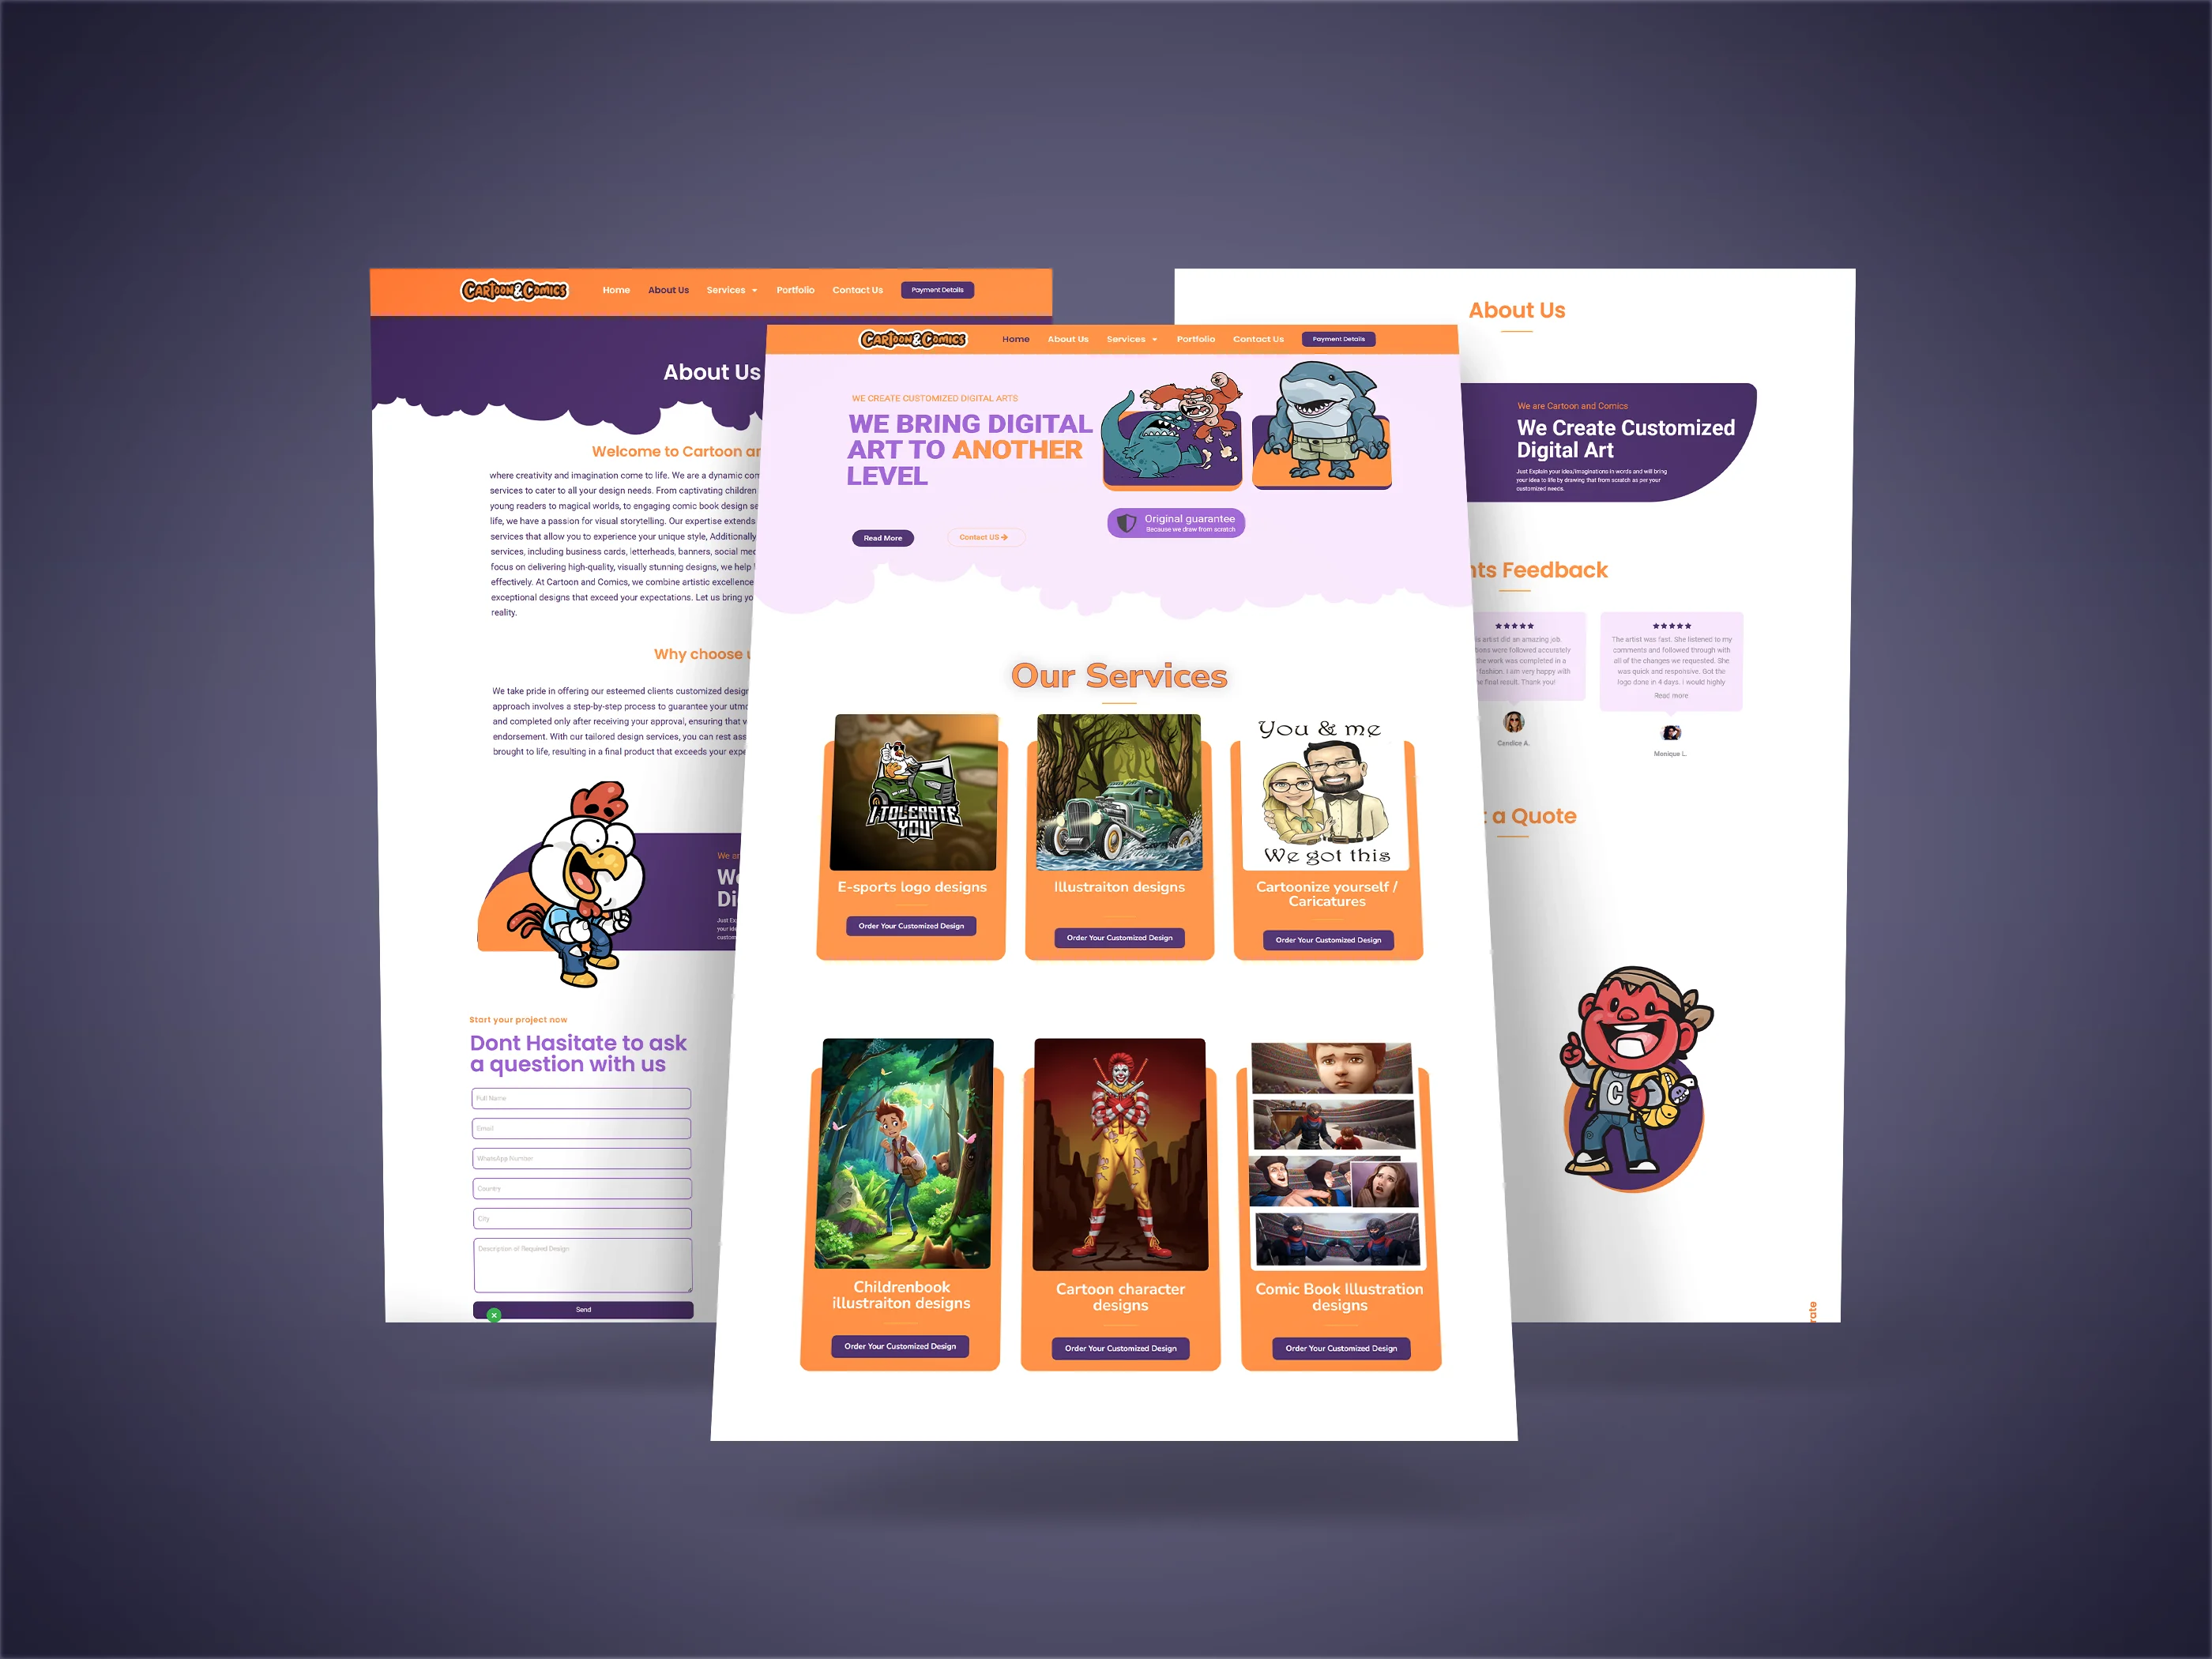 CARTOON&COMICS
Home
About Us
Services
Portfolio
Contact Us
Payment Details
About Us
Welcome to Cartoon
where creativity and imagination come to life. We are a dynamic
services to cater to all your design needs. From captivating children
young readers to magical worlds, to engaging comic book design
life, we have a passion for visual storytelling. Our expertise extends
services that allow you to experience your unique style, Additionally
services, including business cards, letterheads, banners, social
focus on delivering high-quality, visually stunning designs, we help
effectively. At Cartoon and Comics, we combine artistic excellence
exceptional designs that exceed your expectations. Let us bring
reality.
Why choose
We take pride in offering our esteemed clients customized
approach involves a step-by-step process to guarantee your
and completed only after receiving your approval, ensuring that
endorsement. With our tailored design services, you can rest
brought to life, resulting in a final product that exceeds your
We
Just
your
Start your project now
Dont Hasitate to ask
a question with us
Full Name
Email
WhatsApp Number
Country
City
Description of Required Design
Send
CARTOON&COMICS
Home
About Us
Services
Portfolio
Contact Us
Payment Details
WE CREATE CUSTOMIZED DIGITAL ARTS
WE BRING DIGITAL
ART TO ANOTHER
LEVEL
Read More
Contact US
Original guarantee
Because we draw from scratch
Our Services
I TOLERATE
YOU
E-sports logo designs
Order Your Customized Design
Illustraiton designs
Order Your Customized Design
You & me
We got this
Cartoonize yourself /
Caricatures
Order Your Customized Design
Childrenbook
illustraiton designs
Order Your Customized Design
Cartoon character
designs
Order Your Customized Design
Comic Book Illustration
designs
Order Your Customized Design
About Us
We are Cartoon and Comics
We Create Customized
Digital Art
Just Explain your idea/imaginations in words and will bring
your idea to life by drawing that from scratch as per your
customized needs.
Feedback
artist did an amazing job.
were followed accurately
the work was completed in a
fashion. I am very happy with
final result. Thank you!
Candice A.
The artist was fast. She listened to my
comments and followed through with
all of the changes we requested. She
was quick and responsive. Got the
logo done in 4 days. i would highly
Read more
Monique L.
a Quote
C